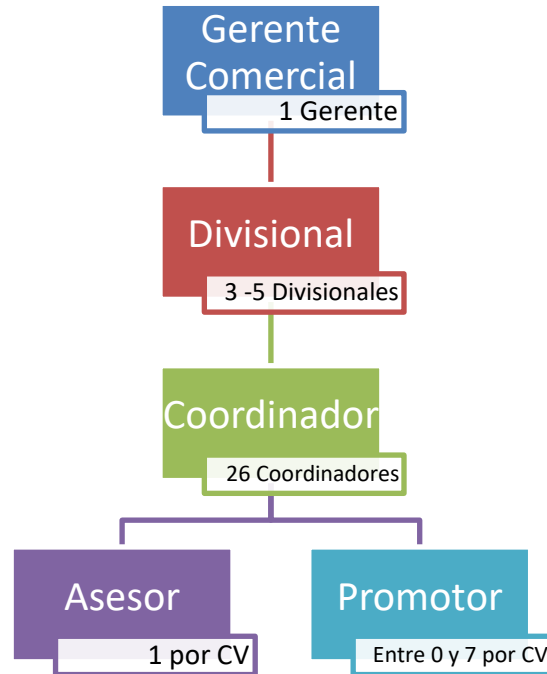 Gerente
Comercial
1 Gerente
Divisional
3 -5 Divisionales
Coordinador
26 Coordinadores
Asesor
1 por CV
Promotor
Entre 0 y 7 por CV